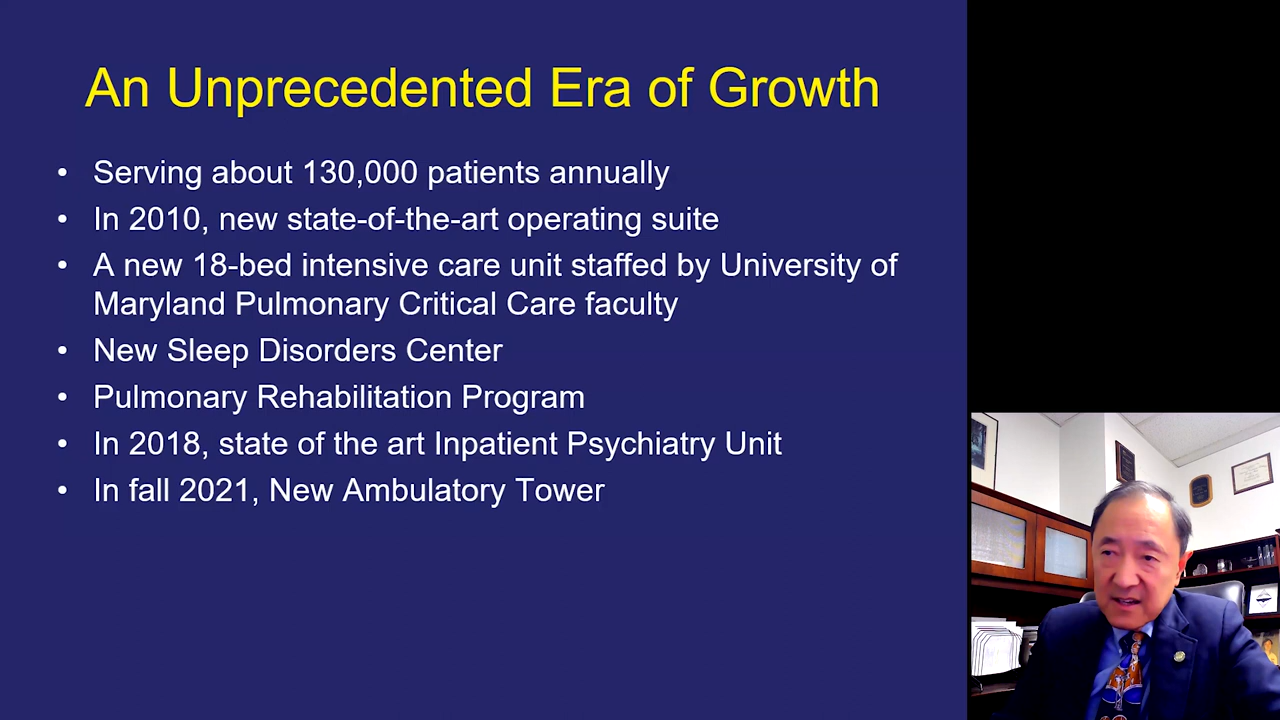 An Unprecedented Era of Growth
• Serving about 130,000 patients annually
• In 2010, new state-of-the-art operating suite
• A new 18-bed intensive care unit staffed by University of
Maryland Pulmonary Critical Care faculty
• New Sleep Disorders Center
• Pulmonary Rehabilitation Program
• In 2018, state of the art Inpatient Psychiatry Unit
• In fall 2021, New Ambulatory Tower